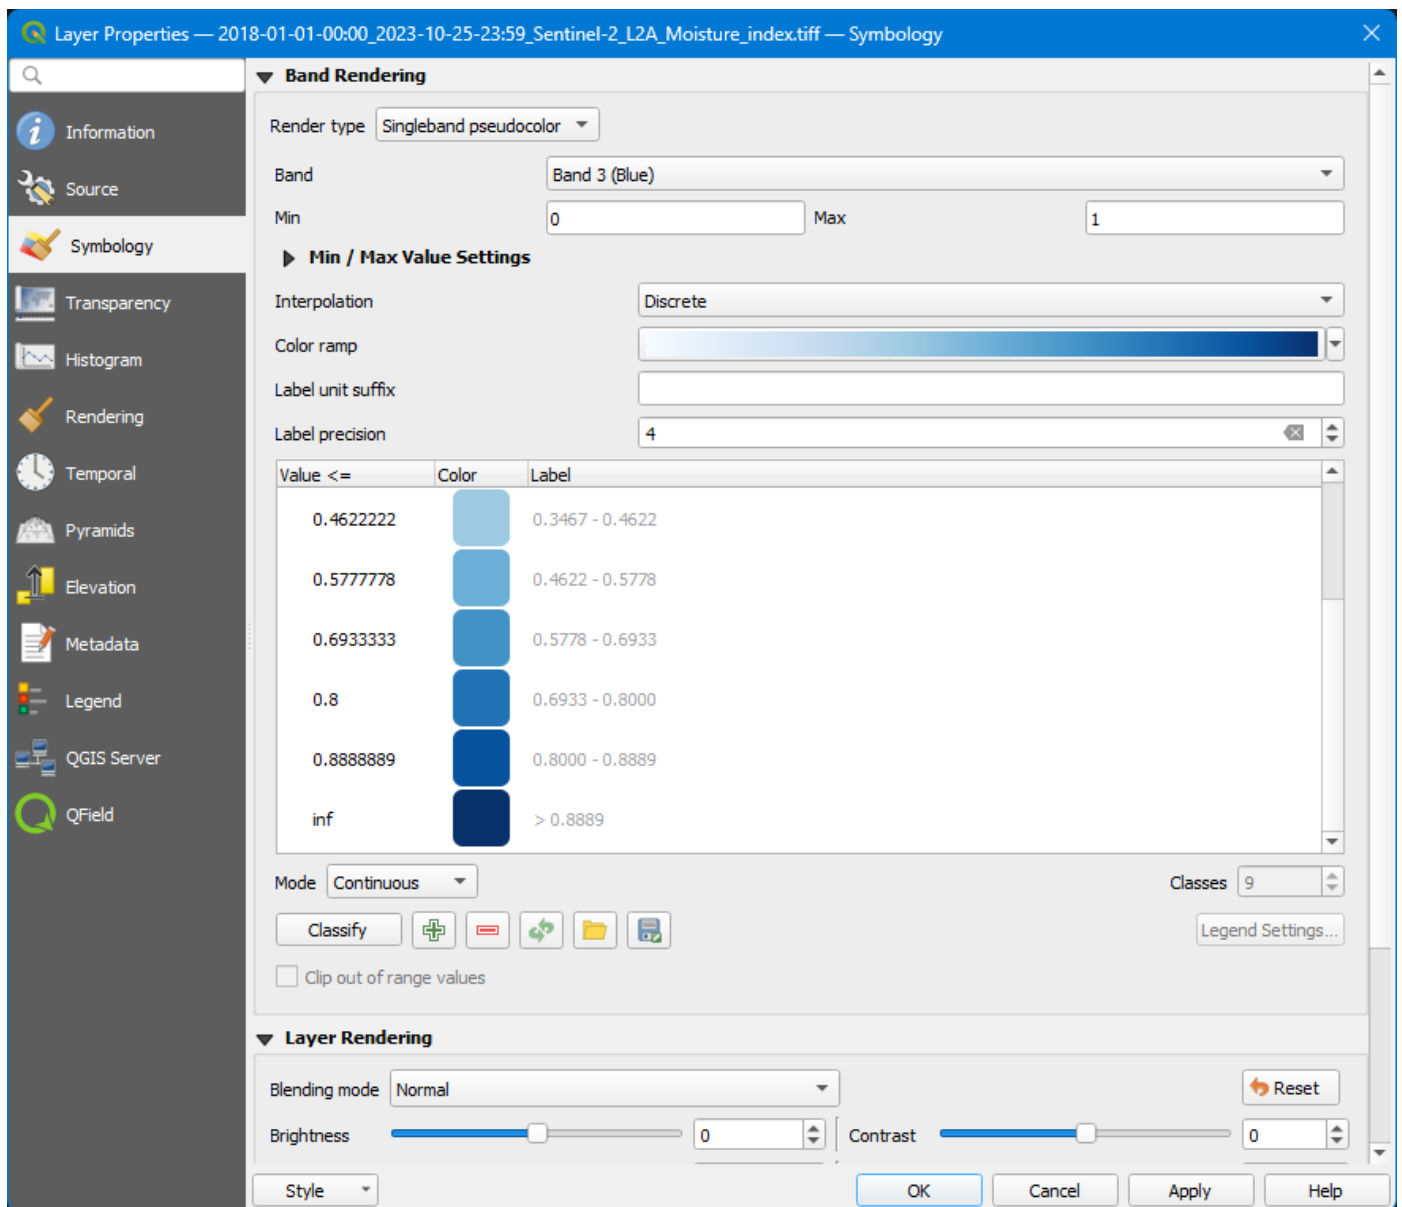 Layer Properties — 2018-01-01-00:00_2023-10-25-23:59_Sentinel-2_L2A_Moisture_index.tiff — Symbology
Information
Source
Symbology
Transparency
Histogram
Rendering
Temporal
Pyramids
Elevation
Metadata
Legend
QGIS Server
QField
Band Rendering
Render type Singleband pseudocolor
Band Band 3 (Blue)
Min 0 Max 1
Min / Max Value Settings
Interpolation Discrete
Color ramp
Label unit suffix
Label precision 4
Value <= Color Label
0.4622222 0.3467 - 0.4622
0.5777778 0.4622 - 0.5778
0.6933333 0.5778 - 0.6933
0.8 0.6933 - 0.8000
0.8888889 0.8000 - 0.8889
inf > 0.8889
Mode Continuous Classes 9
Classify Legend Settings...
Clip out of range values
Layer Rendering
Blending mode Normal Reset
Brightness 0 Contrast 0
Style OK Cancel Apply Help